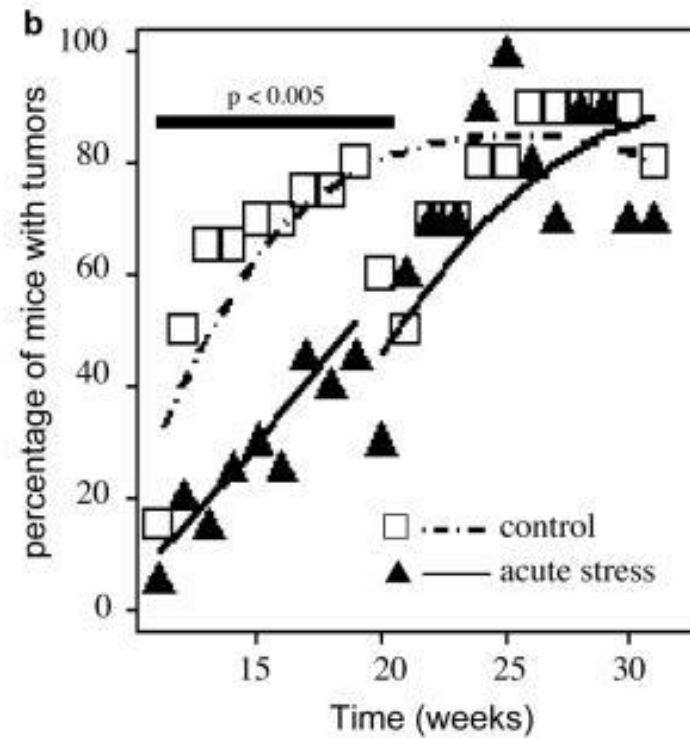 b
100
80
60
40
20
0
percentage of mice with tumors
p < 0.005
control
acute stress
15 20 25 30
Time (weeks)